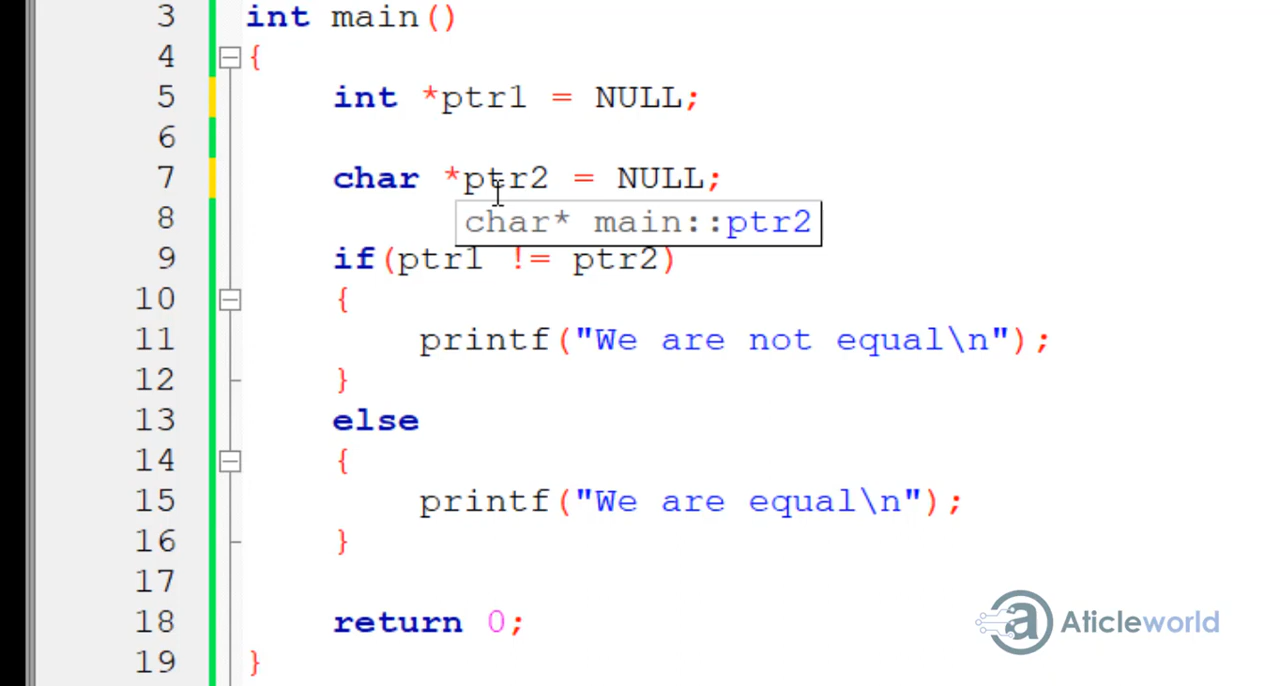 3 int main()
4 {
5 int *ptr1 = NULL;
6
7 char *ptr2 = NULL;
char* main::ptr2
8
9 if(ptr1 != ptr2)
10 {
11 printf("We are not equal\n");
12 }
13 else
14 {
15 printf("We are equal\n");
16 }
17
18 return 0;
19 }
a Aticleworld